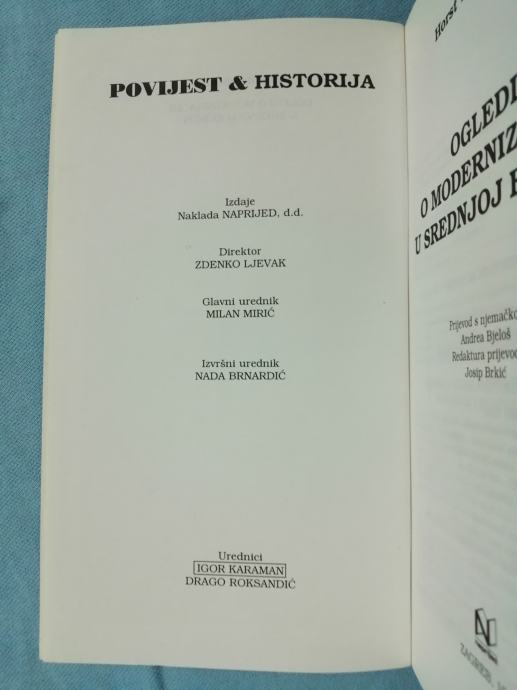 POVIJEST & HISTORIJA
Izdaje
Naklada NAPRIJED, d.d.
Direktor
ZDENKO LJEVAK
Glavni urednik
MILAN MIRIĆ
Izvršni urednik
NADA BRNARDIĆ
Urednici
IGOR KARAMAN
DRAGO ROKSANDIĆ
Horst
OGLEDI
O MODERNIZ
U SREDNJOJ E
Prijevod s njemačko
Andrea Bjeloš
Redaktura prijevod
Josip Brkić
ZAGREB,